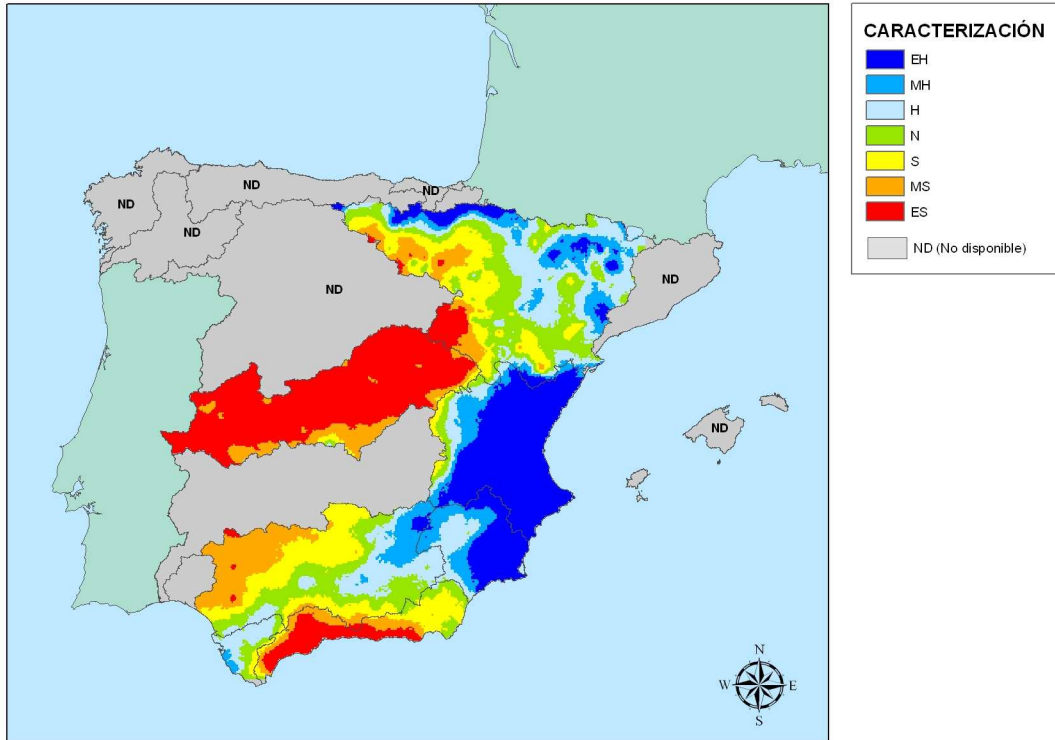 CARACTERIZACIÓN
EH
MH
H
N
S
MS
ES
ND (No disponible)
ND
ND
ND
ND
ND
ND
ND
N
W
E
S